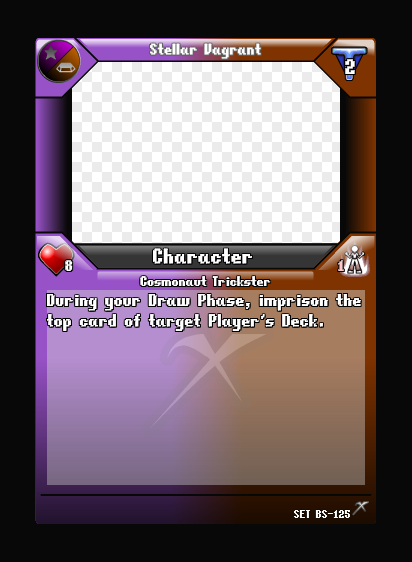 Stellar Vagrant
2
Character
8
1
Cosmonaut Trickster
During your Draw Phase, imprison the
top card of target Player's Deck.
SET BS-125